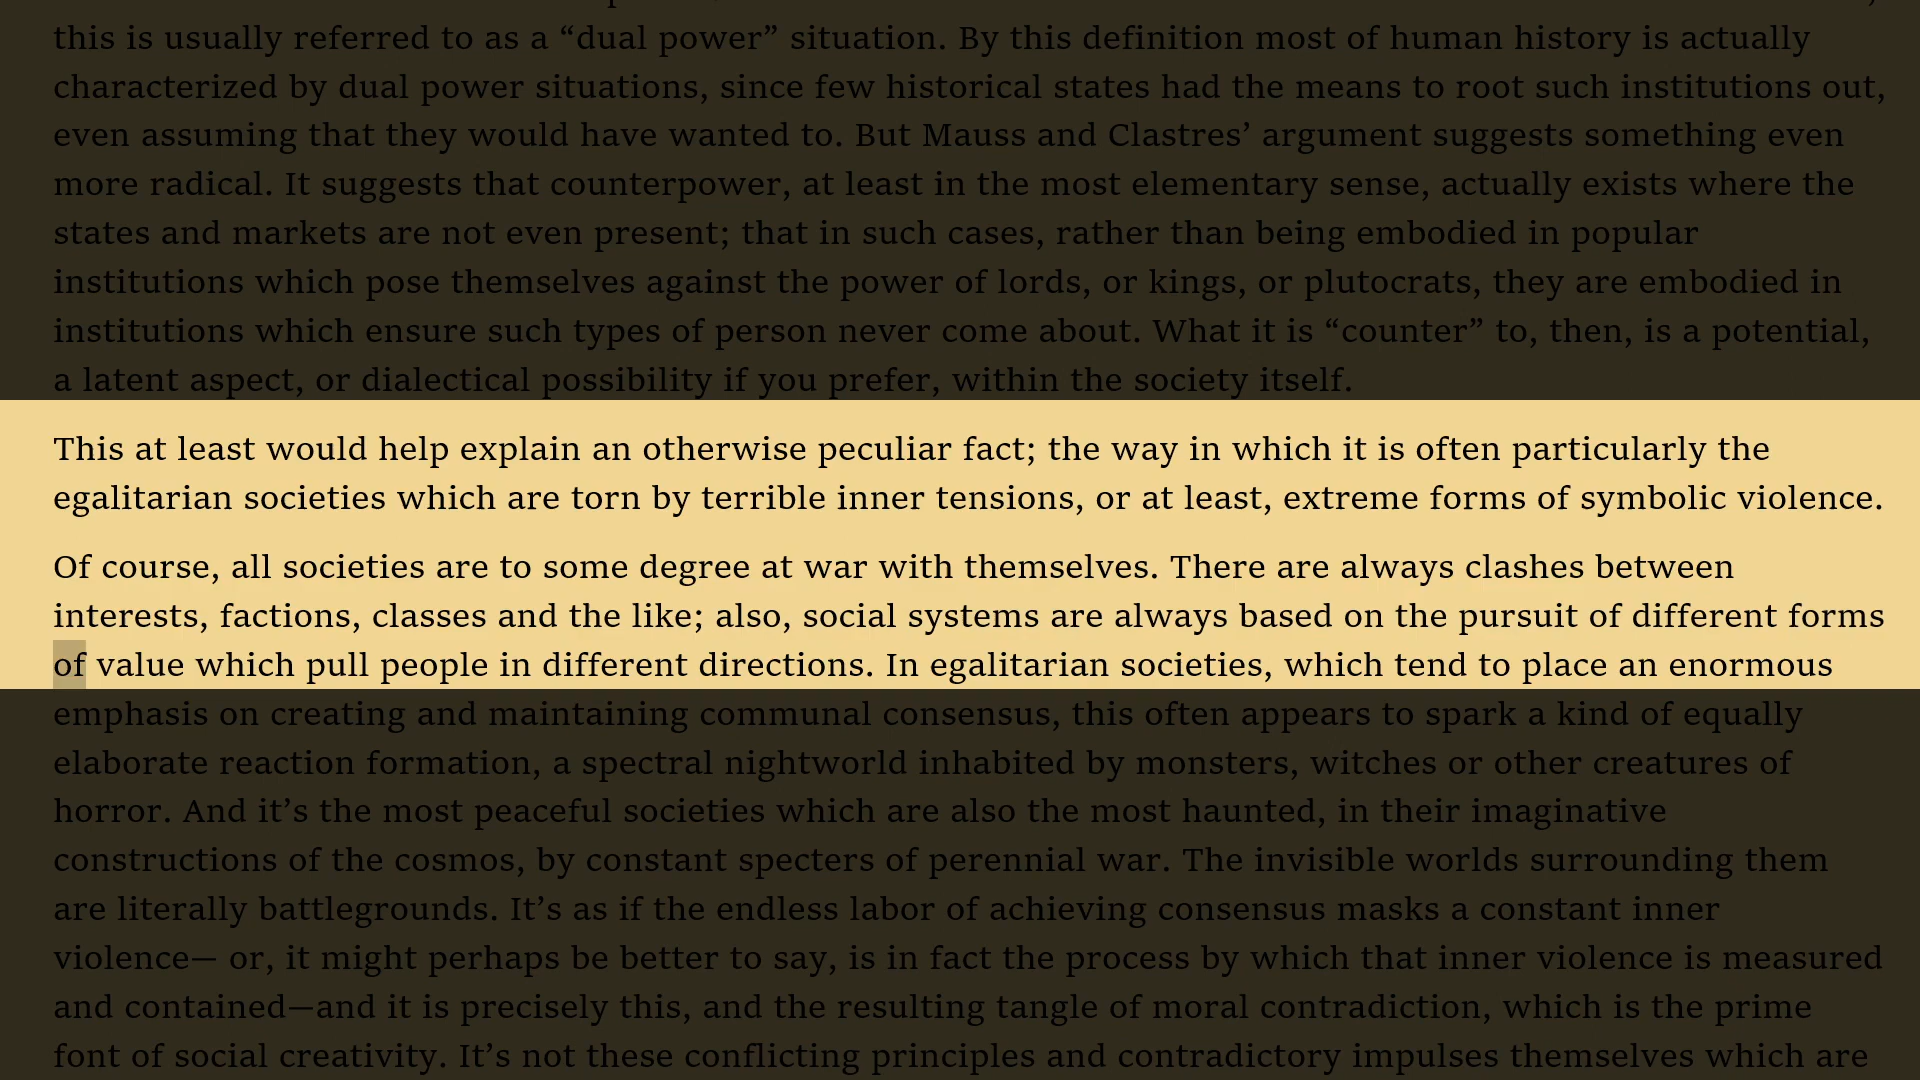 this is usually referred to as a “dual power” situation. By this definition most of human history is actually
characterized by dual power situations, since few historical states had the means to root such institutions out,
even assuming that they would have wanted to. But Mauss and Clastres’ argument suggests something even
more radical. It suggests that counterpower, at least in the most elementary sense, actually exists where the
states and markets are not even present; that in such cases, rather than being embodied in popular
institutions which pose themselves against the power of lords, or kings, or plutocrats, they are embodied in
institutions which ensure such types of person never come about. What it is “counter” to, then, is a potential,
a latent aspect, or dialectical possibility if you prefer, within the society itself.
This at least would help explain an otherwise peculiar fact; the way in which it is often particularly the
egalitarian societies which are torn by terrible inner tensions, or at least, extreme forms of symbolic violence.
Of course, all societies are to some degree at war with themselves. There are always clashes between
interests, factions, classes and the like; also, social systems are always based on the pursuit of different forms
of value which pull people in different directions. In egalitarian societies, which tend to place an enormous
emphasis on creating and maintaining communal consensus, this often appears to spark a kind of equally
elaborate reaction formation, a spectral nightworld inhabited by monsters, witches or other creatures of
horror. And it’s the most peaceful societies which are also the most haunted, in their imaginative
constructions of the cosmos, by constant specters of perennial war. The invisible worlds surrounding them
are literally battlegrounds. It’s as if the endless labor of achieving consensus masks a constant inner
violence— or, it might perhaps be better to say, is in fact the process by which that inner violence is measured
and contained—and it is precisely this, and the resulting tangle of moral contradiction, which is the prime
font of social creativity. It’s not these conflicting principles and contradictory impulses themselves which are